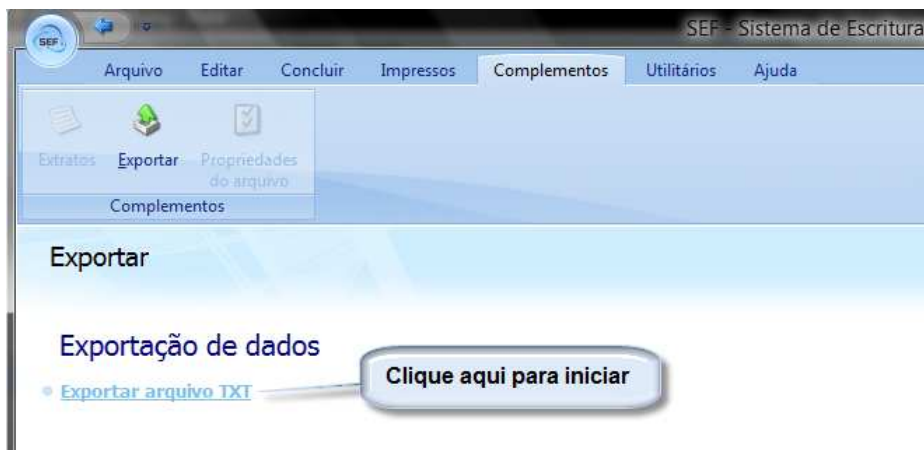 SEF - Sistema de Escritura
SEF
Arquivo Editar Concluir Impressos Complementos Utilitários Ajuda
Extratos Exportar Propriedades
do arquivo
Complementos
Exportar
Exportação de dados
Clique aqui para iniciar
Exportar arquivo TXT